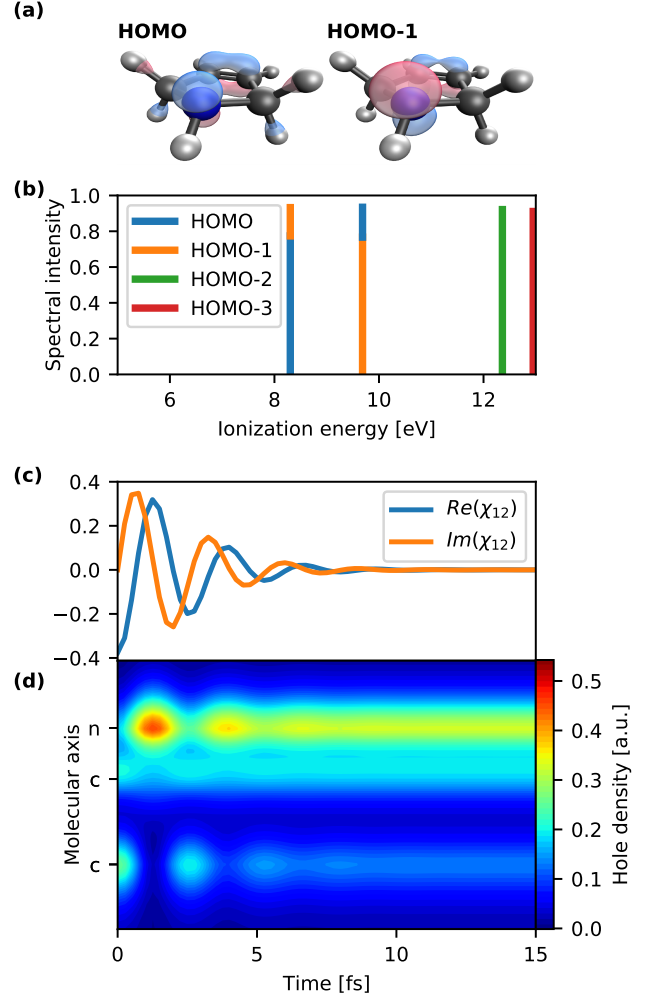 (a)
HOMO HOMO-1
(b)
1.0
0.8
0.6
0.4
0.2
0.0
Spectral intensity
HOMO
HOMO-1
HOMO-2
HOMO-3
6 8 10 12
Ionization energy [eV]
(c)
0.4
0.2
0.0
−0.2
−0.4
Re(χ12)
Im(χ12)
(d)
Molecular axis
n
c
c
0 5 10 15
Time [fs]
0.5
0.4
0.3
0.2
0.1
0.0
Hole density [a.u.]